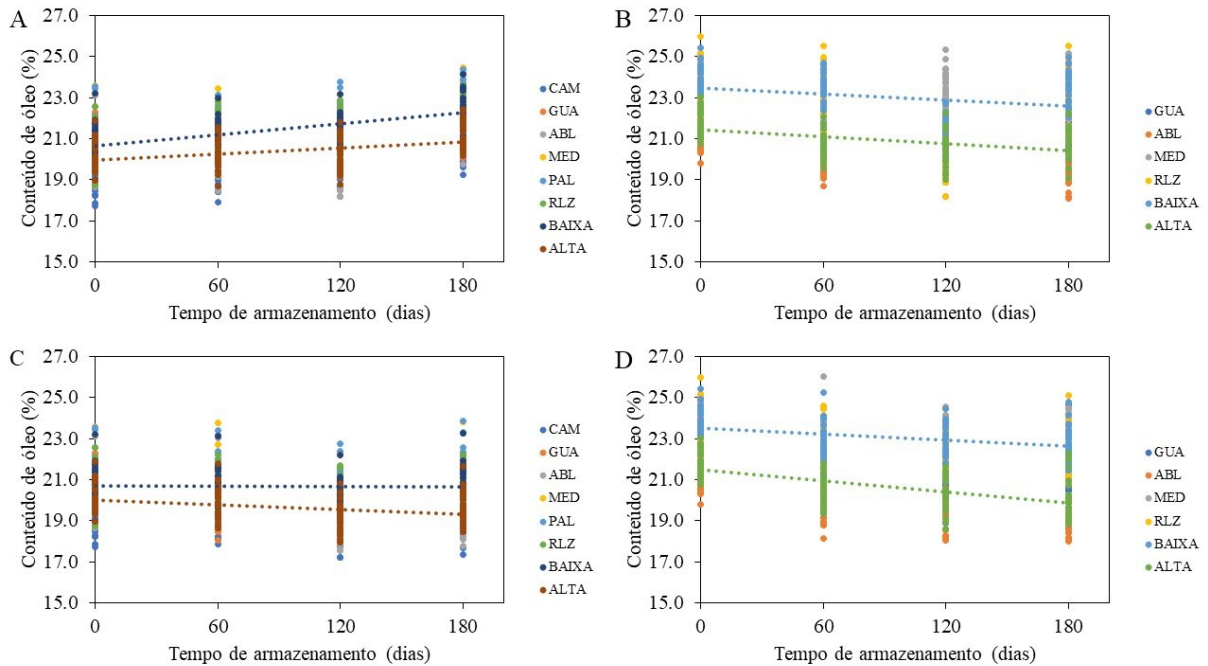 A
Conteúdo de óleo (%)
27.0
25.0
23.0
21.0
19.0
17.0
15.0
0 60 120 180
Tempo de armazenamento (dias)
CAM
GUA
ABL
MED
PAL
RLZ
BAIXA
ALTA
B
Conteúdo de óleo (%)
27.0
25.0
23.0
21.0
19.0
17.0
15.0
0 60 120 180
Tempo de armazenamento (dias)
GUA
ABL
MED
RLZ
BAIXA
ALTA
C
Conteúdo de óleo (%)
27.0
25.0
23.0
21.0
19.0
17.0
15.0
0 60 120 180
Tempo de armazenamento (dias)
CAM
GUA
ABL
MED
PAL
RLZ
BAIXA
ALTA
D
Conteúdo de óleo (%)
27.0
25.0
23.0
21.0
19.0
17.0
15.0
0 60 120 180
Tempo de armazenamento (dias)
GUA
ABL
MED
RLZ
BAIXA
ALTA